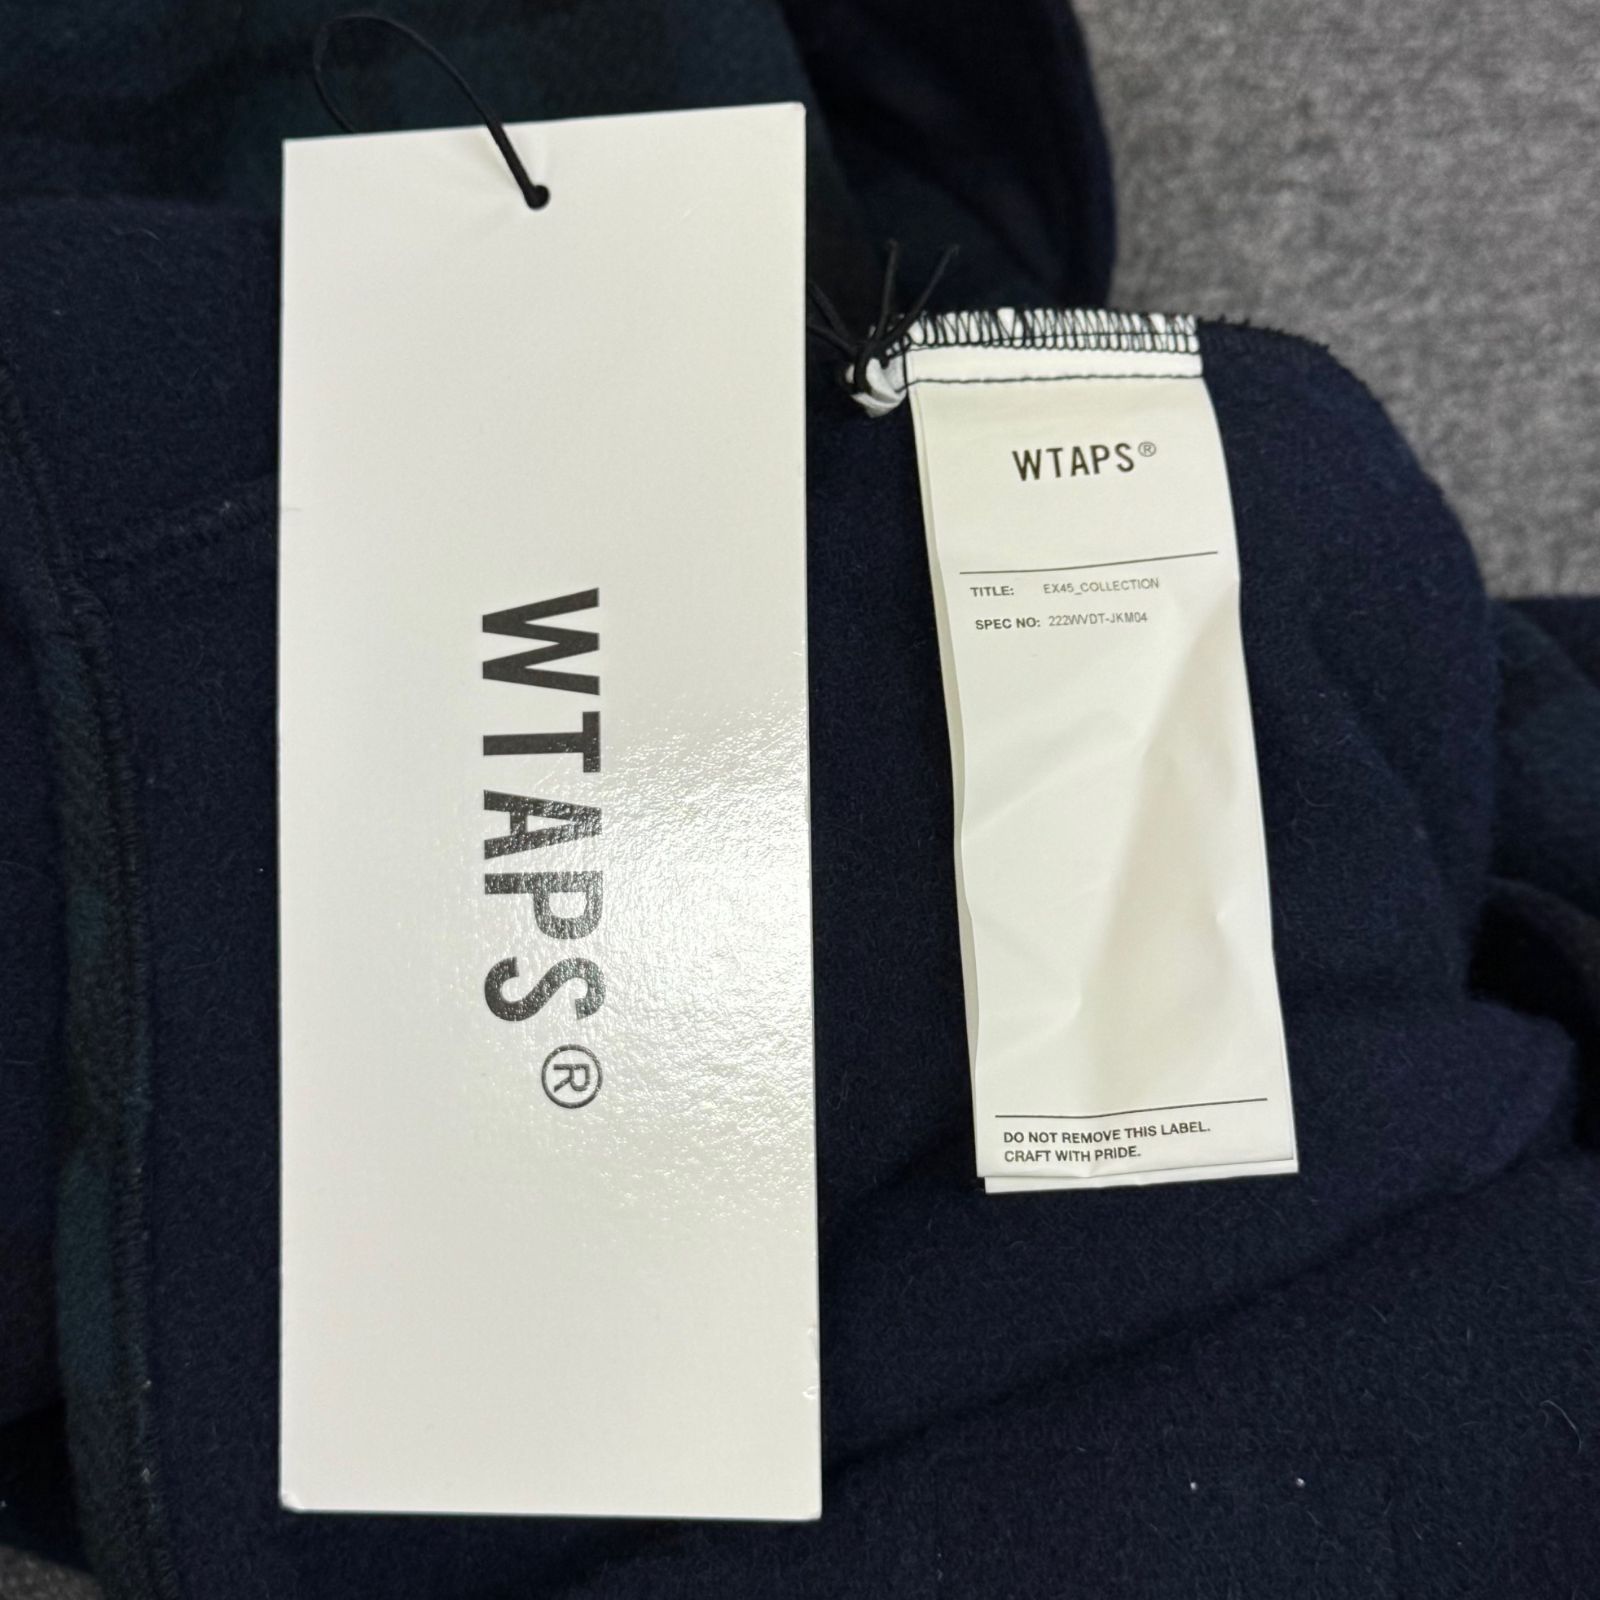 WTAPS®
WTAPS®
TITLE: EX45_COLLECTION
SPEC NO: 222WVDT-JKM04
DO NOT REMOVE THIS LABEL.
CRAFT WITH PRIDE.